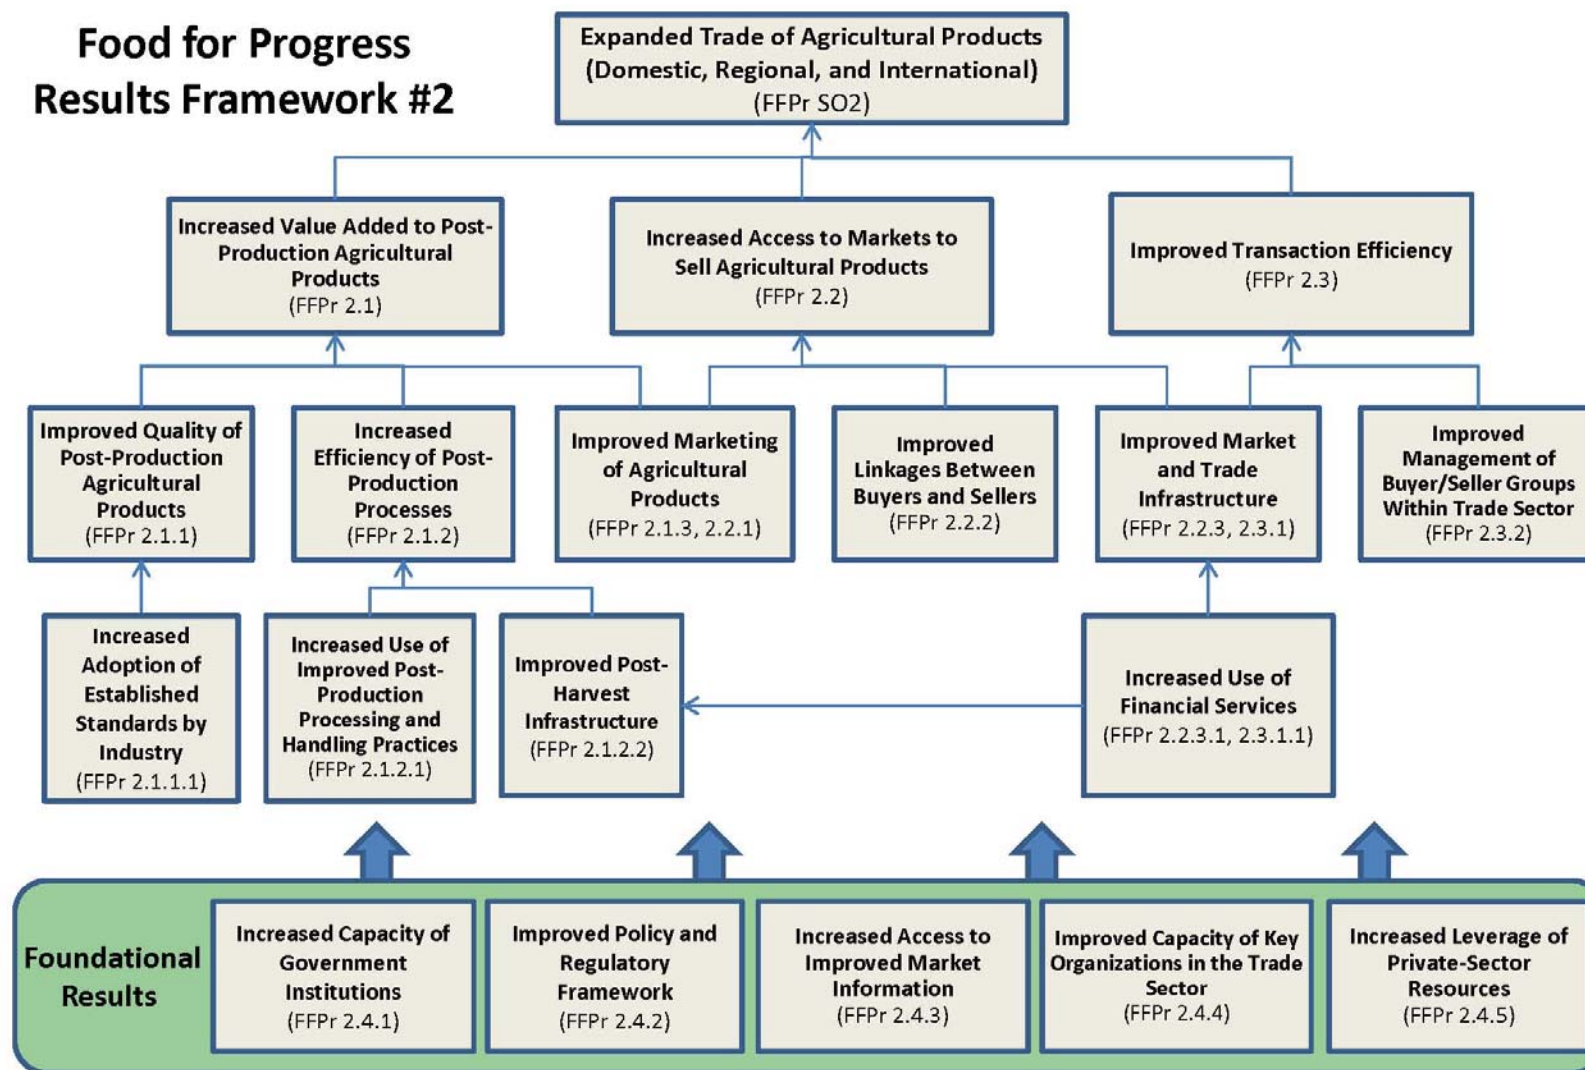 Food for Progress
Results Framework #2
Expanded Trade of Agricultural Products
(Domestic, Regional, and International)
(FFPr SO2)
Increased Value Added to Post-
Production Agricultural
Products
(FFPr 2.1)
Increased Access to Markets to
Sell Agricultural Products
(FFPr 2.2)
Improved Transaction Efficiency
(FFPr 2.3)
Improved Quality of
Post-Production
Agricultural
Products
(FFPr 2.1.1)
Increased
Efficiency of Post-
Production
Processes
(FFPr 2.1.2)
Improved Marketing
of Agricultural
Products
(FFPr 2.1.3, 2.2.1)
Improved
Linkages Between
Buyers and Sellers
(FFPr 2.2.2)
Improved Market
and Trade
Infrastructure
(FFPr 2.2.3, 2.3.1)
Improved
Management of
Buyer/Seller Groups
Within Trade Sector
(FFPr 2.3.2)
Increased
Adoption of
Established
Standards by
Industry
(FFPr 2.1.1.1)
Increased Use of
Improved Post-
Production
Processing and
Handling Practices
(FFPr 2.1.2.1)
Improved Post-
Harvest
Infrastructure
(FFPr 2.1.2.2)
Increased Use of
Financial Services
(FFPr 2.2.3.1, 2.3.1.1)
Foundational
Results
Increased Capacity of
Government
Institutions
(FFPr 2.4.1)
Improved Policy and
Regulatory
Framework
(FFPr 2.4.2)
Increased Access to
Improved Market
Information
(FFPr 2.4.3)
Improved Capacity of Key
Organizations in the Trade
Sector
(FFPr 2.4.4)
Increased Leverage of
Private-Sector
Resources
(FFPr 2.4.5)